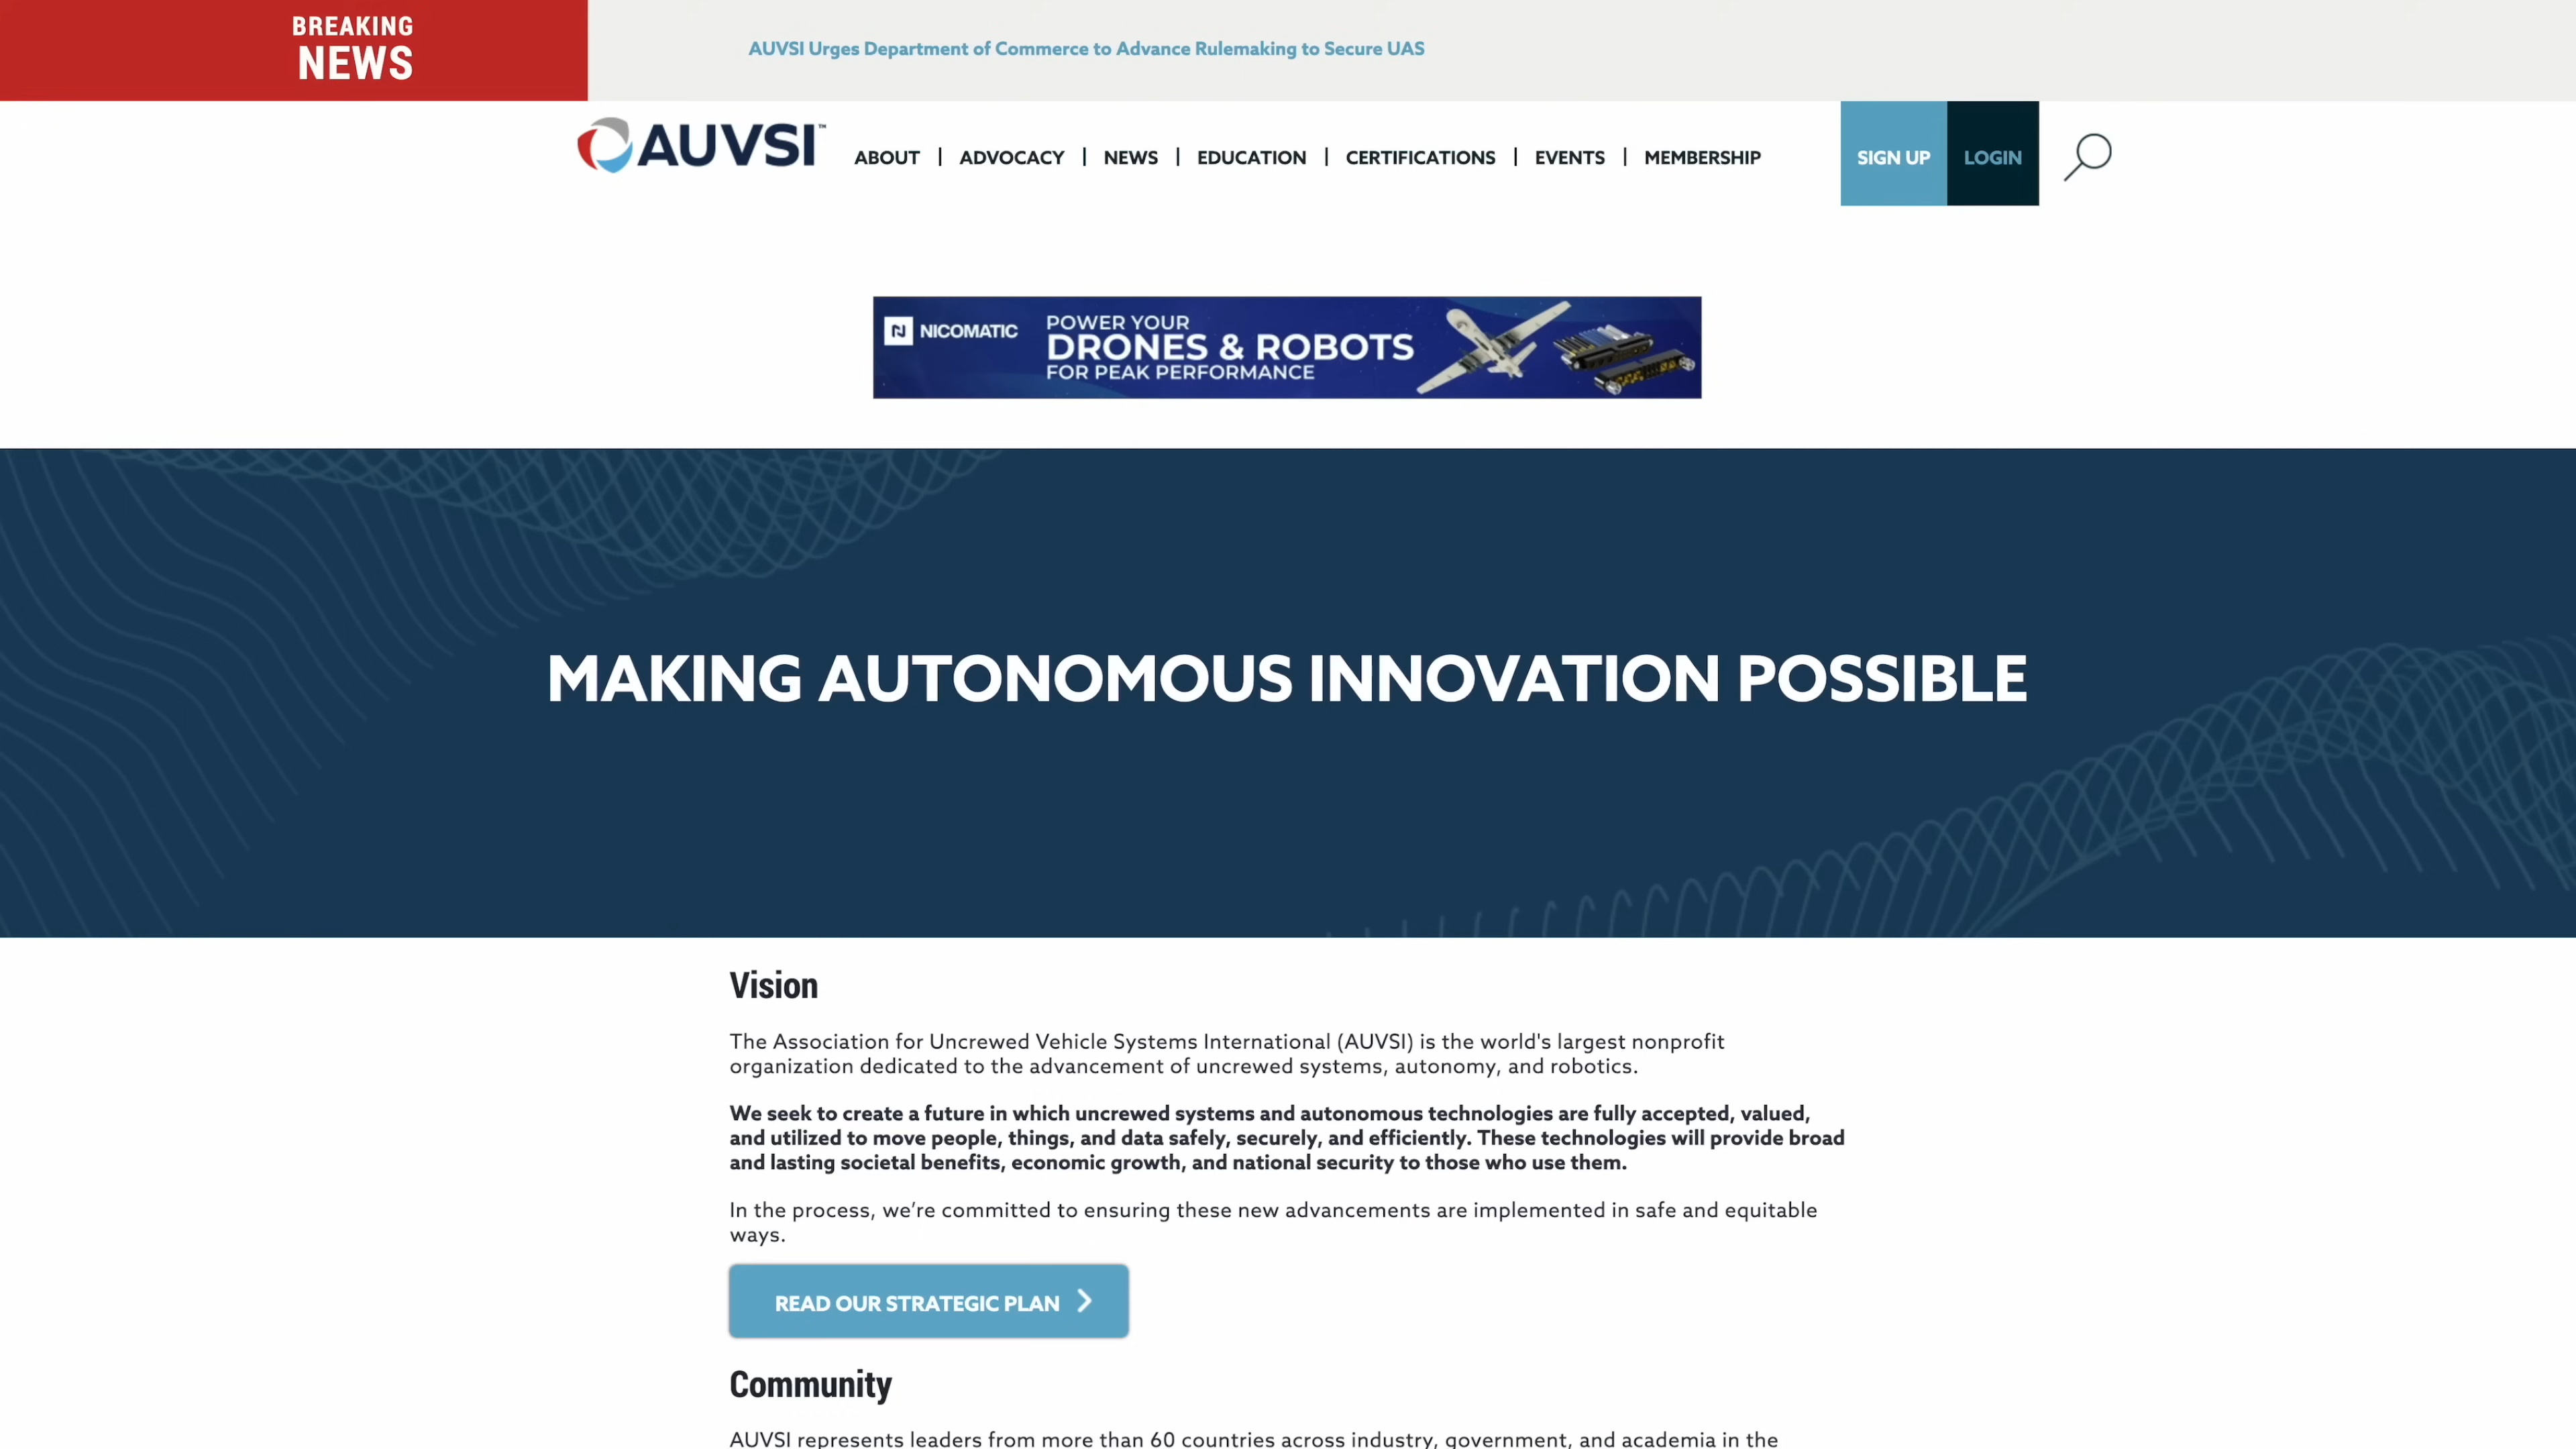 BREAKING
NEWS
AUVSI Urges Department of Commerce to Advance Rulemaking to Secure UAS
AUVSI™
ABOUT | ADVOCACY | NEWS | EDUCATION | CERTIFICATIONS | EVENTS | MEMBERSHIP
SIGN UP LOGIN
N NICOMATIC
POWER YOUR
DRONES & ROBOTS
FOR PEAK PERFORMANCE
MAKING AUTONOMOUS INNOVATION POSSIBLE
Vision
The Association for Uncrewed Vehicle Systems International (AUVSI) is the world's largest nonprofit
organization dedicated to the advancement of uncrewed systems, autonomy, and robotics.
We seek to create a future in which uncrewed systems and autonomous technologies are fully accepted, valued,
and utilized to move people, things, and data safely, securely, and efficiently. These technologies will provide broad
and lasting societal benefits, economic growth, and national security to those who use them.
In the process, we’re committed to ensuring these new advancements are implemented in safe and equitable
ways.
READ OUR STRATEGIC PLAN
Community
AUVSI represents leaders from more than 60 countries across industry, government, and academia in the